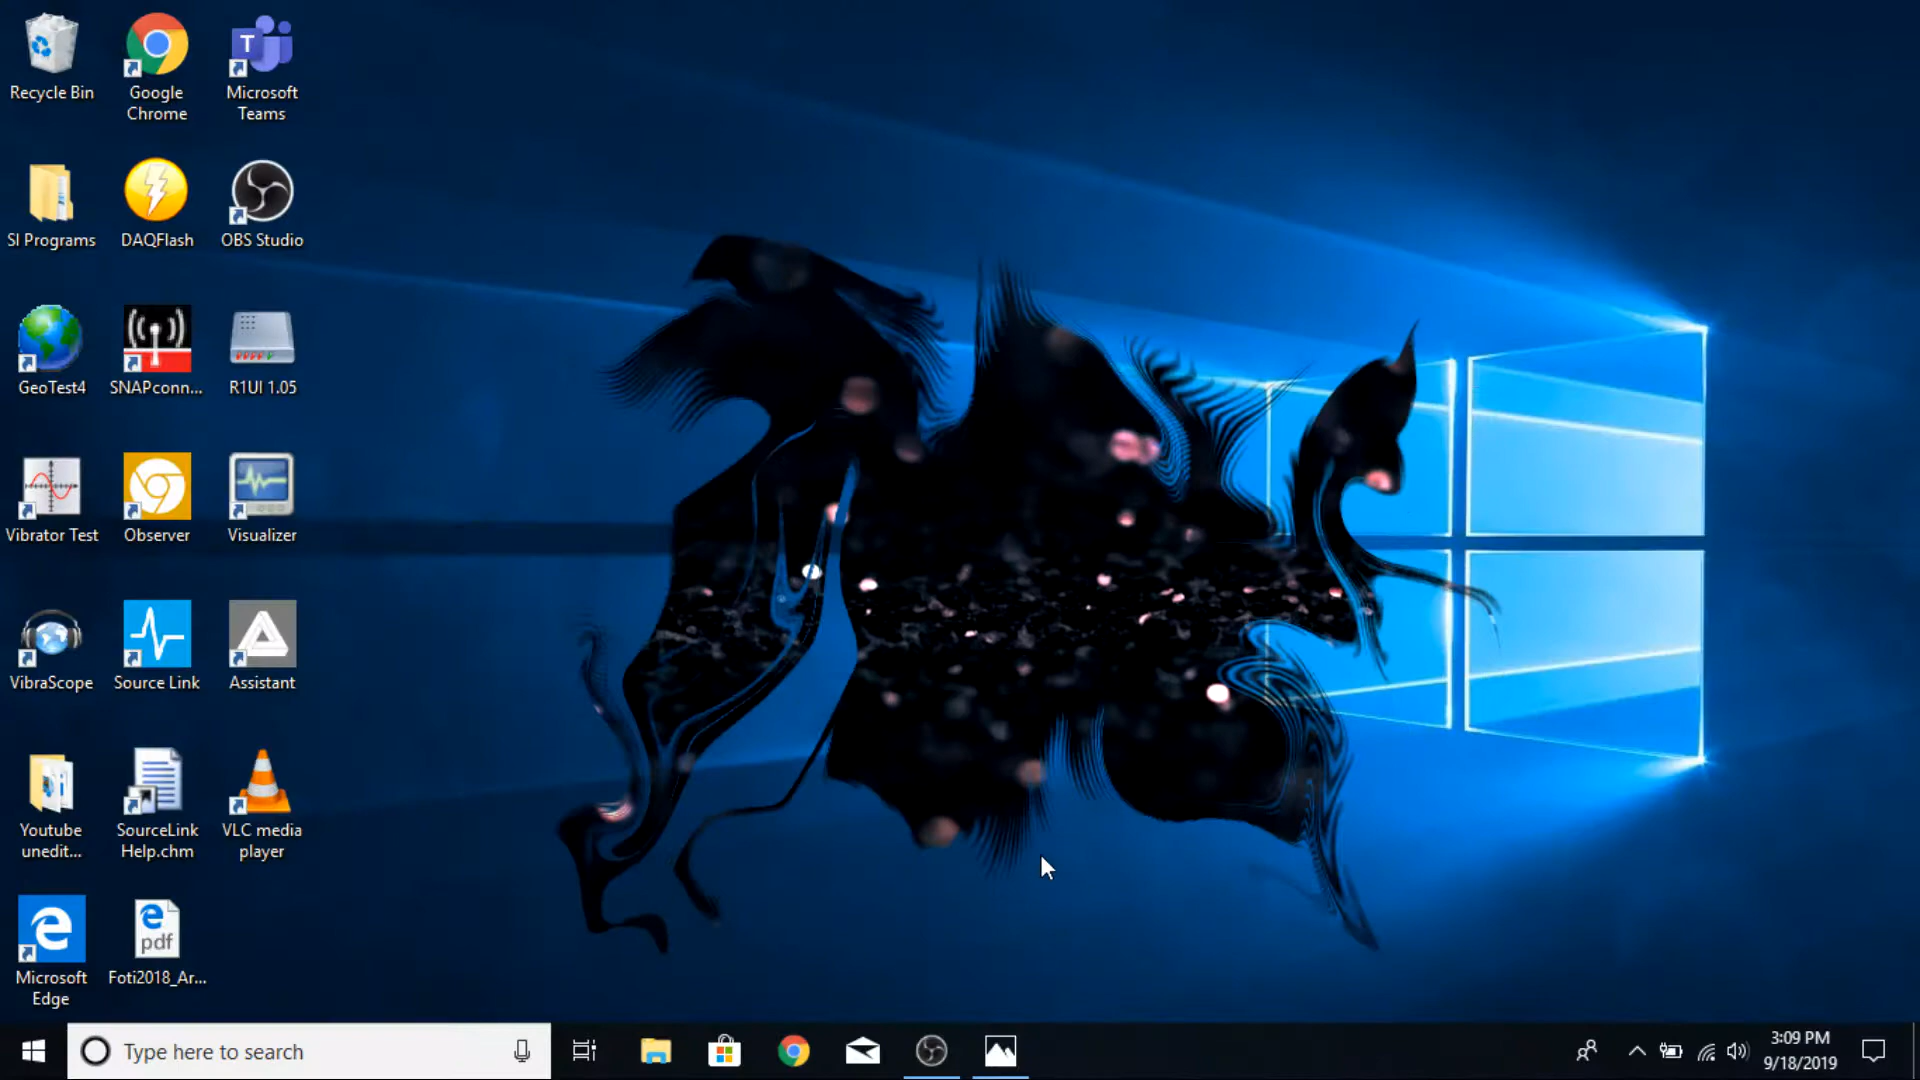 Recycle Bin
Google
Chrome
Microsoft
Teams
SI Programs
DAQFlash
OBS Studio
GeoTest4
SNAPconn...
R1UI 1.05
Vibrator Test
Observer
Visualizer
VibraScope
Source Link
Assistant
Youtube
unedit...
SourceLink
Help.chm
VLC media
player
pdf
Microsoft
Edge
Foti2018_Ar...
Type here to search
3:09 PM
9/18/2019